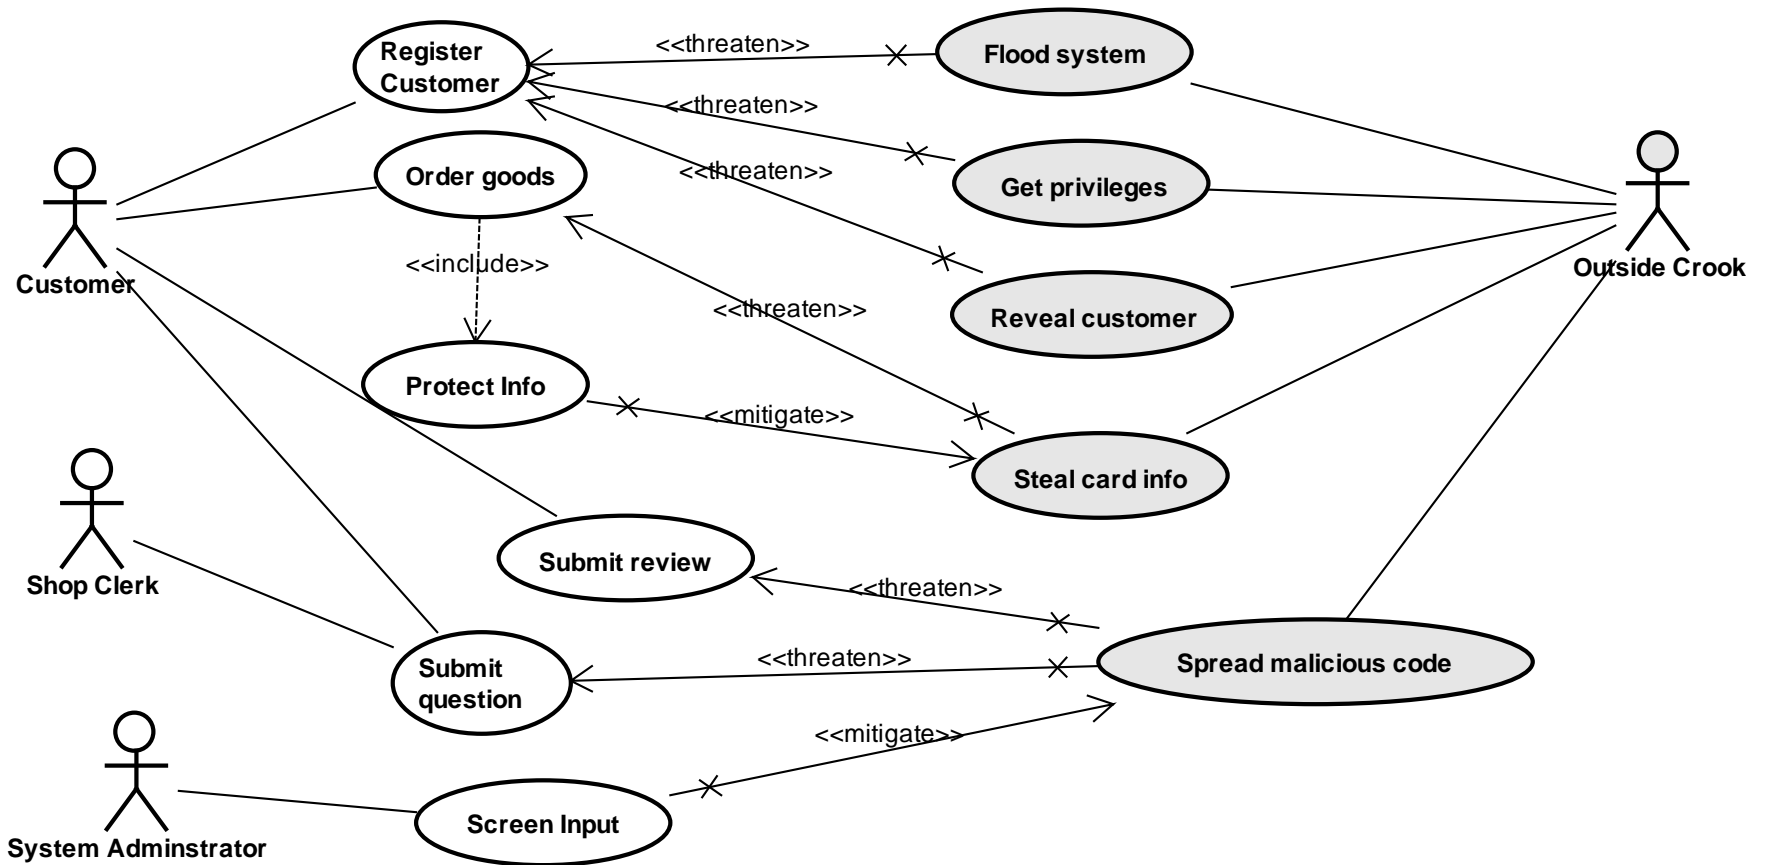 Register
Customer
<<threaten>>
Flood system
<<threaten>>
Order goods
<<threaten>>
Get privileges
Customer
<<include>>
Outside Crook
<<threaten>>
Reveal customer
Protect Info
<<mitigate>>
Steal card info
Shop Clerk
Submit review
<<threaten>>
Submit
question
<<threaten>>
Spread malicious code
<<mitigate>>
System Adminstrator
Screen Input